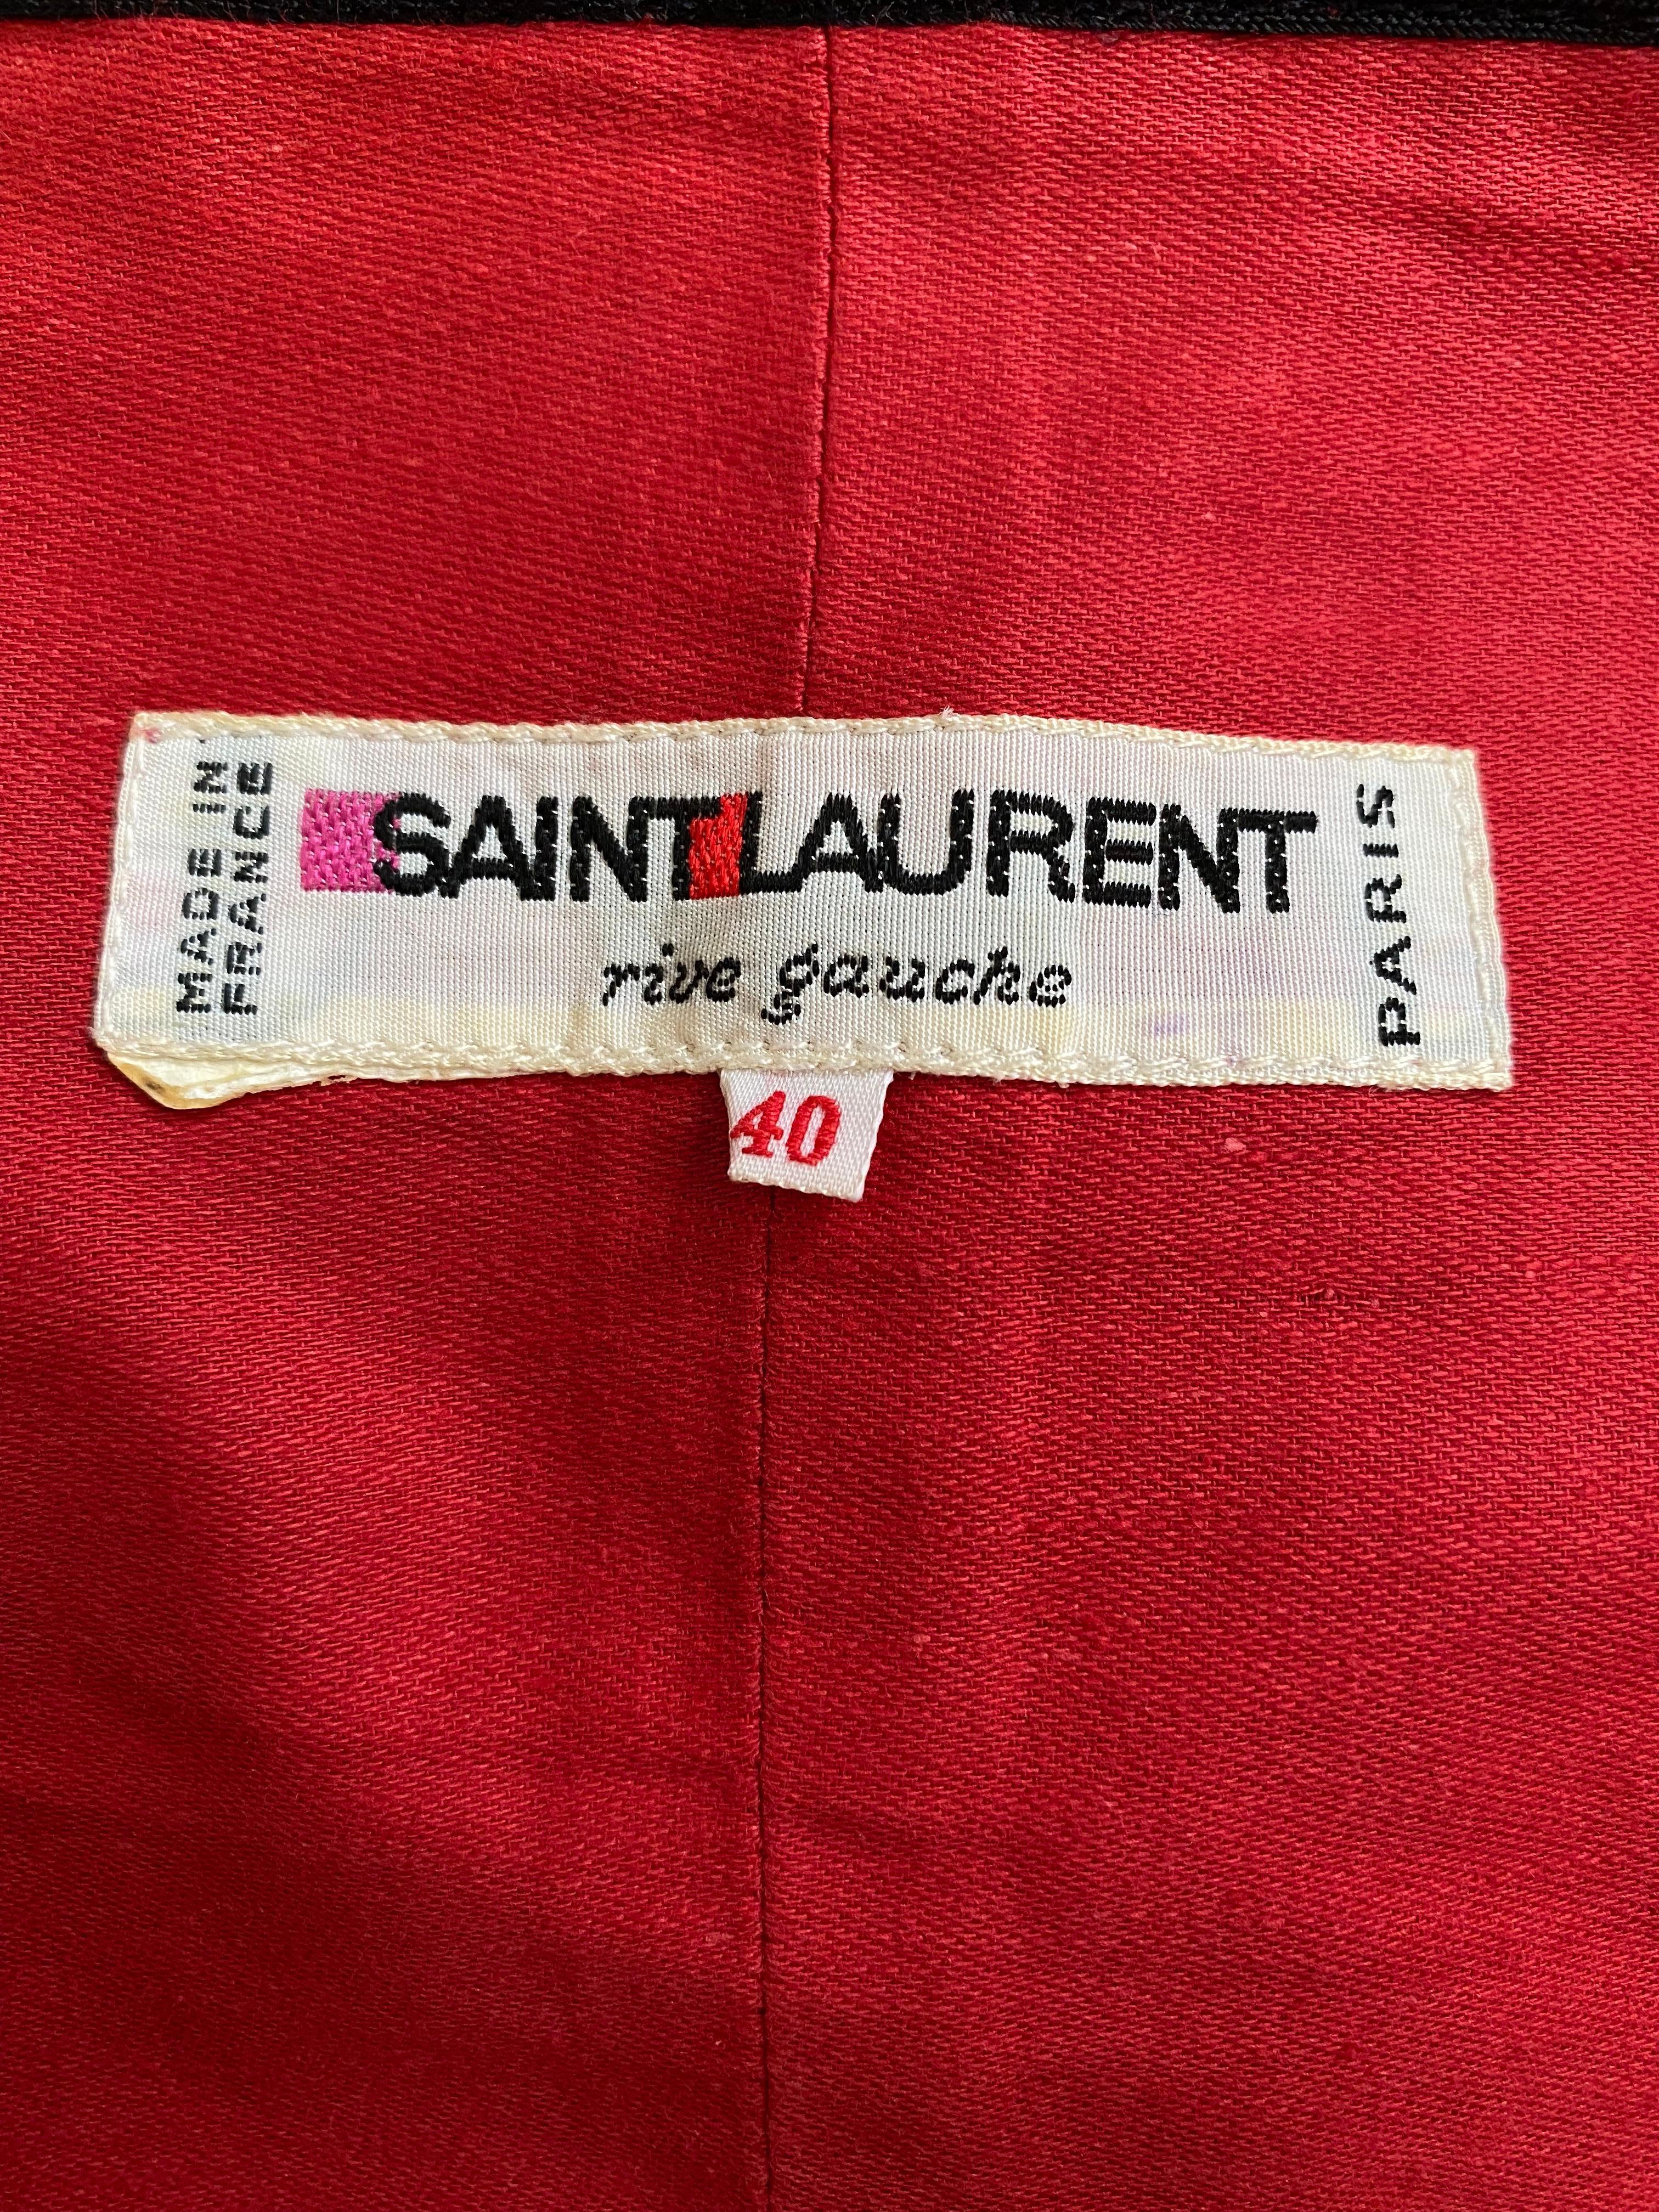 MADE IN
FRANCE
SAINT LAURENT
rive gauche
PARIS
40